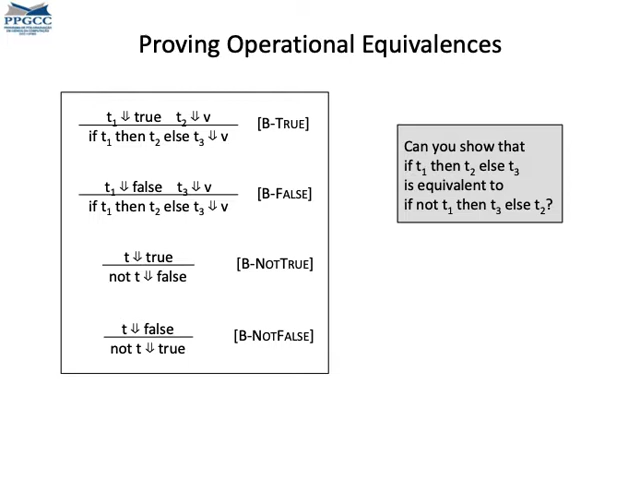 PPGCC
Proving Operational Equivalences
t₁ ⇓ true t₂ ⇓ v
if t₁ then t₂ else t₃ ⇓ v
[B-TRUE]
t₁ ⇓ false t₃ ⇓ v
if t₁ then t₂ else t₃ ⇓ v
[B-FALSE]
t ⇓ true
not t ⇓ false
[B-NOTTRUE]
t ⇓ false
not t ⇓ true
[B-NOTFALSE]
Can you show that
if t₁ then t₂ else t₃
is equivalent to
if not t₁ then t₃ else t₂?